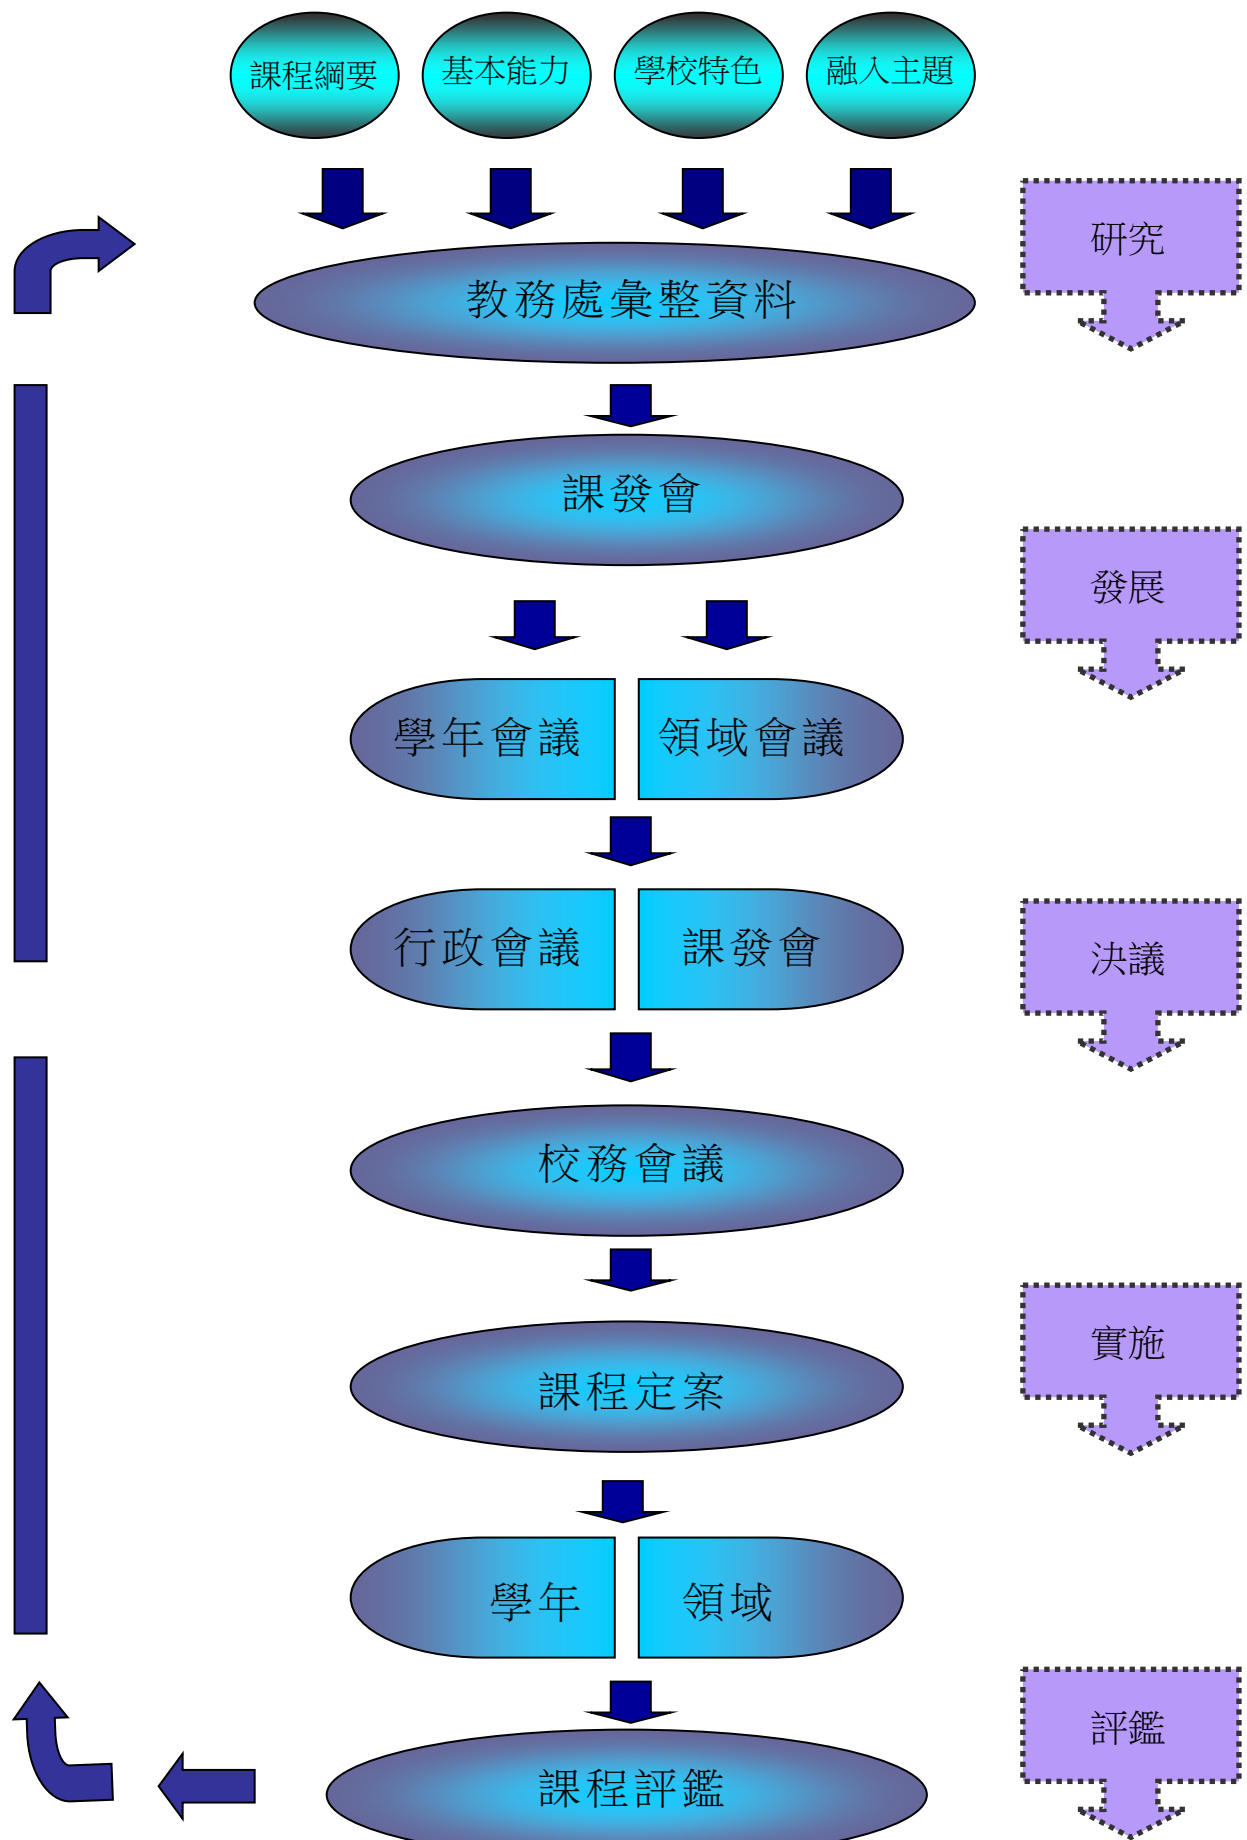 課程綱要
基本能力
學校特色
融入主題
研究
教務處彙整資料
課發會
發展
學年會議
領域會議
行政會議
課發會
決議
校務會議
實施
課程定案
學年
領域
評鑑
課程評鑑